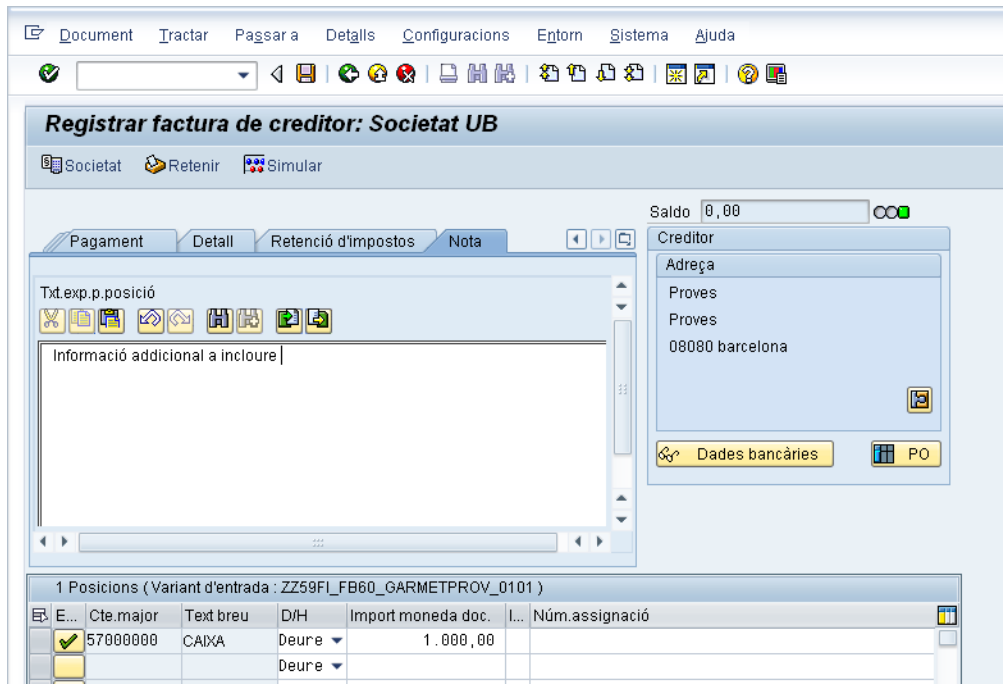 Document Tractar Passar a Detalls Configuracions Entorn Sistema Ajuda
Registrar factura de creditor: Societat UB
Societat Retenir Simular
Saldo 0,00
Pagament Detall Retenció d'impostos Nota
Creditor
Adreça
Txt.exp.p.posició
Proves
Proves
08080 barcelona
Informació addicional a incloure
Dades bancàries PO
1 Posicions ( Variant d'entrada : ZZ59FI_FB60_GARMETPROV_0101 )
E... Cte.major Text breu D/H Import moneda doc. I... Núm.assignació
57000000 CAIXA Deure 1.000,00
Deure